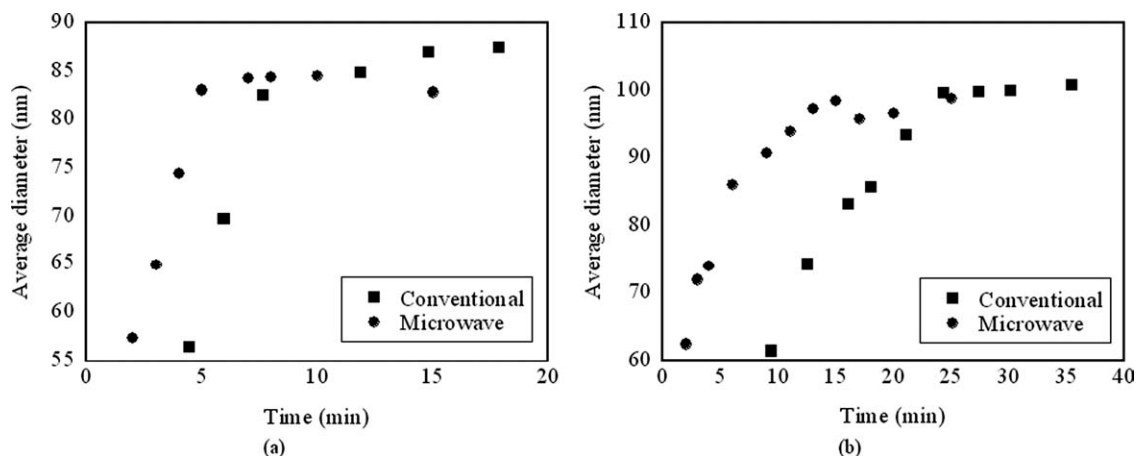 90
85
80
75
70
65
60
55
Average diameter (nm)
Conventional
Microwave
0 5 10 15 20
Time (min)
(a)
110
100
90
80
70
60
Average diameter (nm)
Conventional
Microwave
0 5 10 15 20 25 30 35 40
Time (min)
(b)